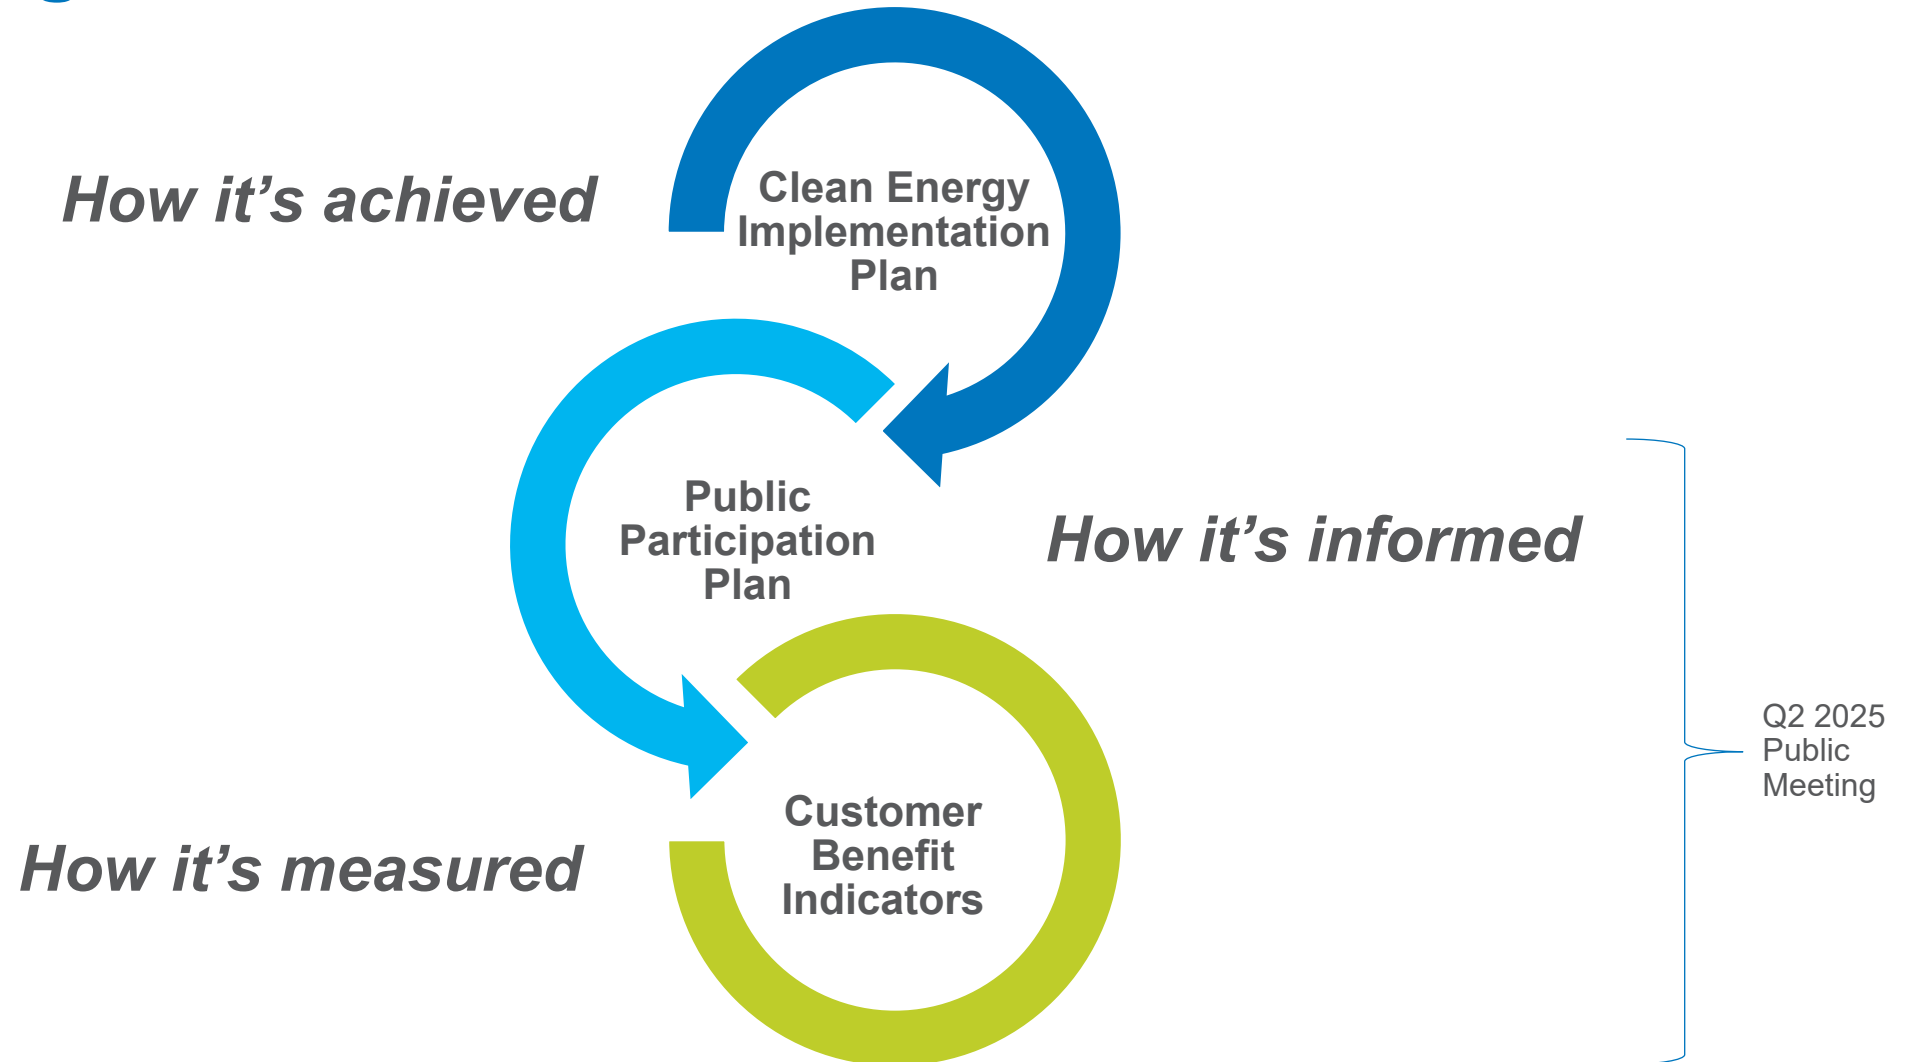 How it’s achieved
Clean Energy
Implementation
Plan
Public
Participation
Plan
How it’s informed
Q2 2025
Public
Meeting
How it’s measured
Customer
Benefit
Indicators